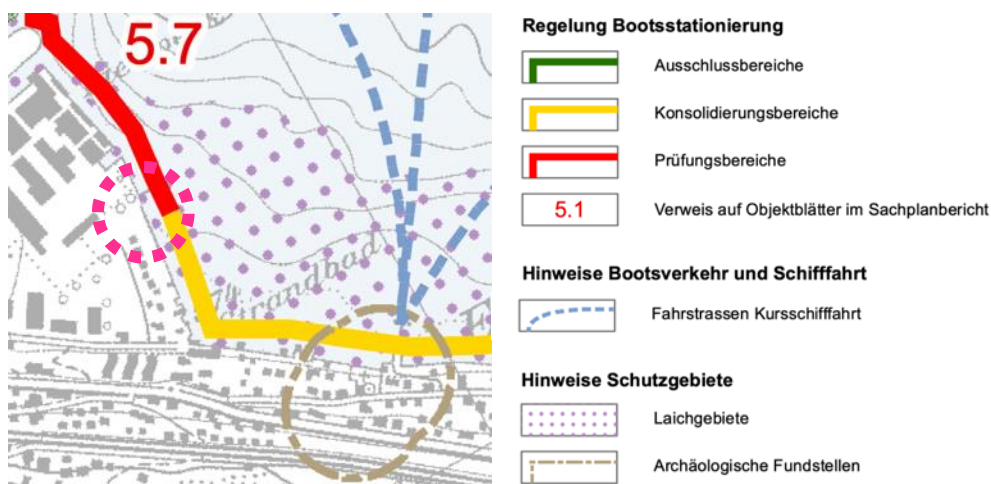 5.7
74
Strandbad
Regelung Bootsstationierung
Ausschlussbereiche
Konsolidierungsbereiche
Prüfungsbereiche
5.1 Verweis auf Objektblätter im Sachplanbericht
Hinweise Bootsverkehr und Schifffahrt
Fahrstrassen Kursschifffahrt
Hinweise Schutzgebiete
Laichgebiete
Archäologische Fundstellen